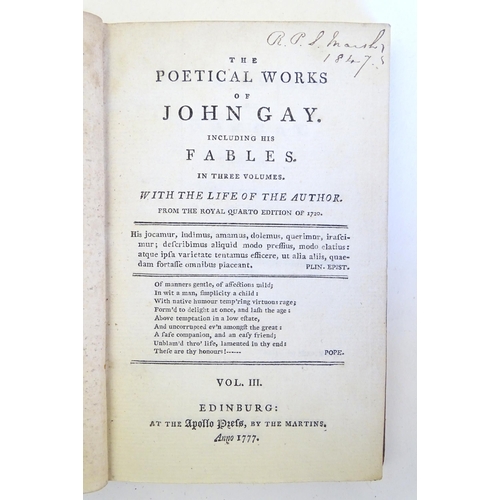 R. P. S. Marsh
1847.
THE
POETICAL WORKS
OF
JOHN GAY.
INCLUDING HIS
FABLES.
IN THREE VOLUMES.
WITH THE LIFE OF THE AUTHOR.
FROM THE ROYAL QUARTO EDITION OF 1720.
His jocamur, ludimus, amamus, dolemus, querimur, iraſci-
mur; deſcribimus aliquid modo preſſius, modo elatius:
atque ipſa varietate tentamus efficere, ut alia aliis, quae-
dam fortaſſe omnibus placeant. PLIN. EPIST.
Of manners gentle, of affections mild;
In wit a man, ſimplicity a child:
With native humour temp'ring virtuous rage;
Form'd to delight at once, and laſh the age:
Above temptation in a low eſtate,
And uncorrupted ev'n amongſt the great:
A ſafe companion, and an eaſy friend;
Unblam'd thro' life, lamented in thy end:
Theſe are thy honours!----- POPE.
VOL. III.
EDINBURG:
AT THE Apollo Preſs, BY THE MARTINS.
Anno 1777.